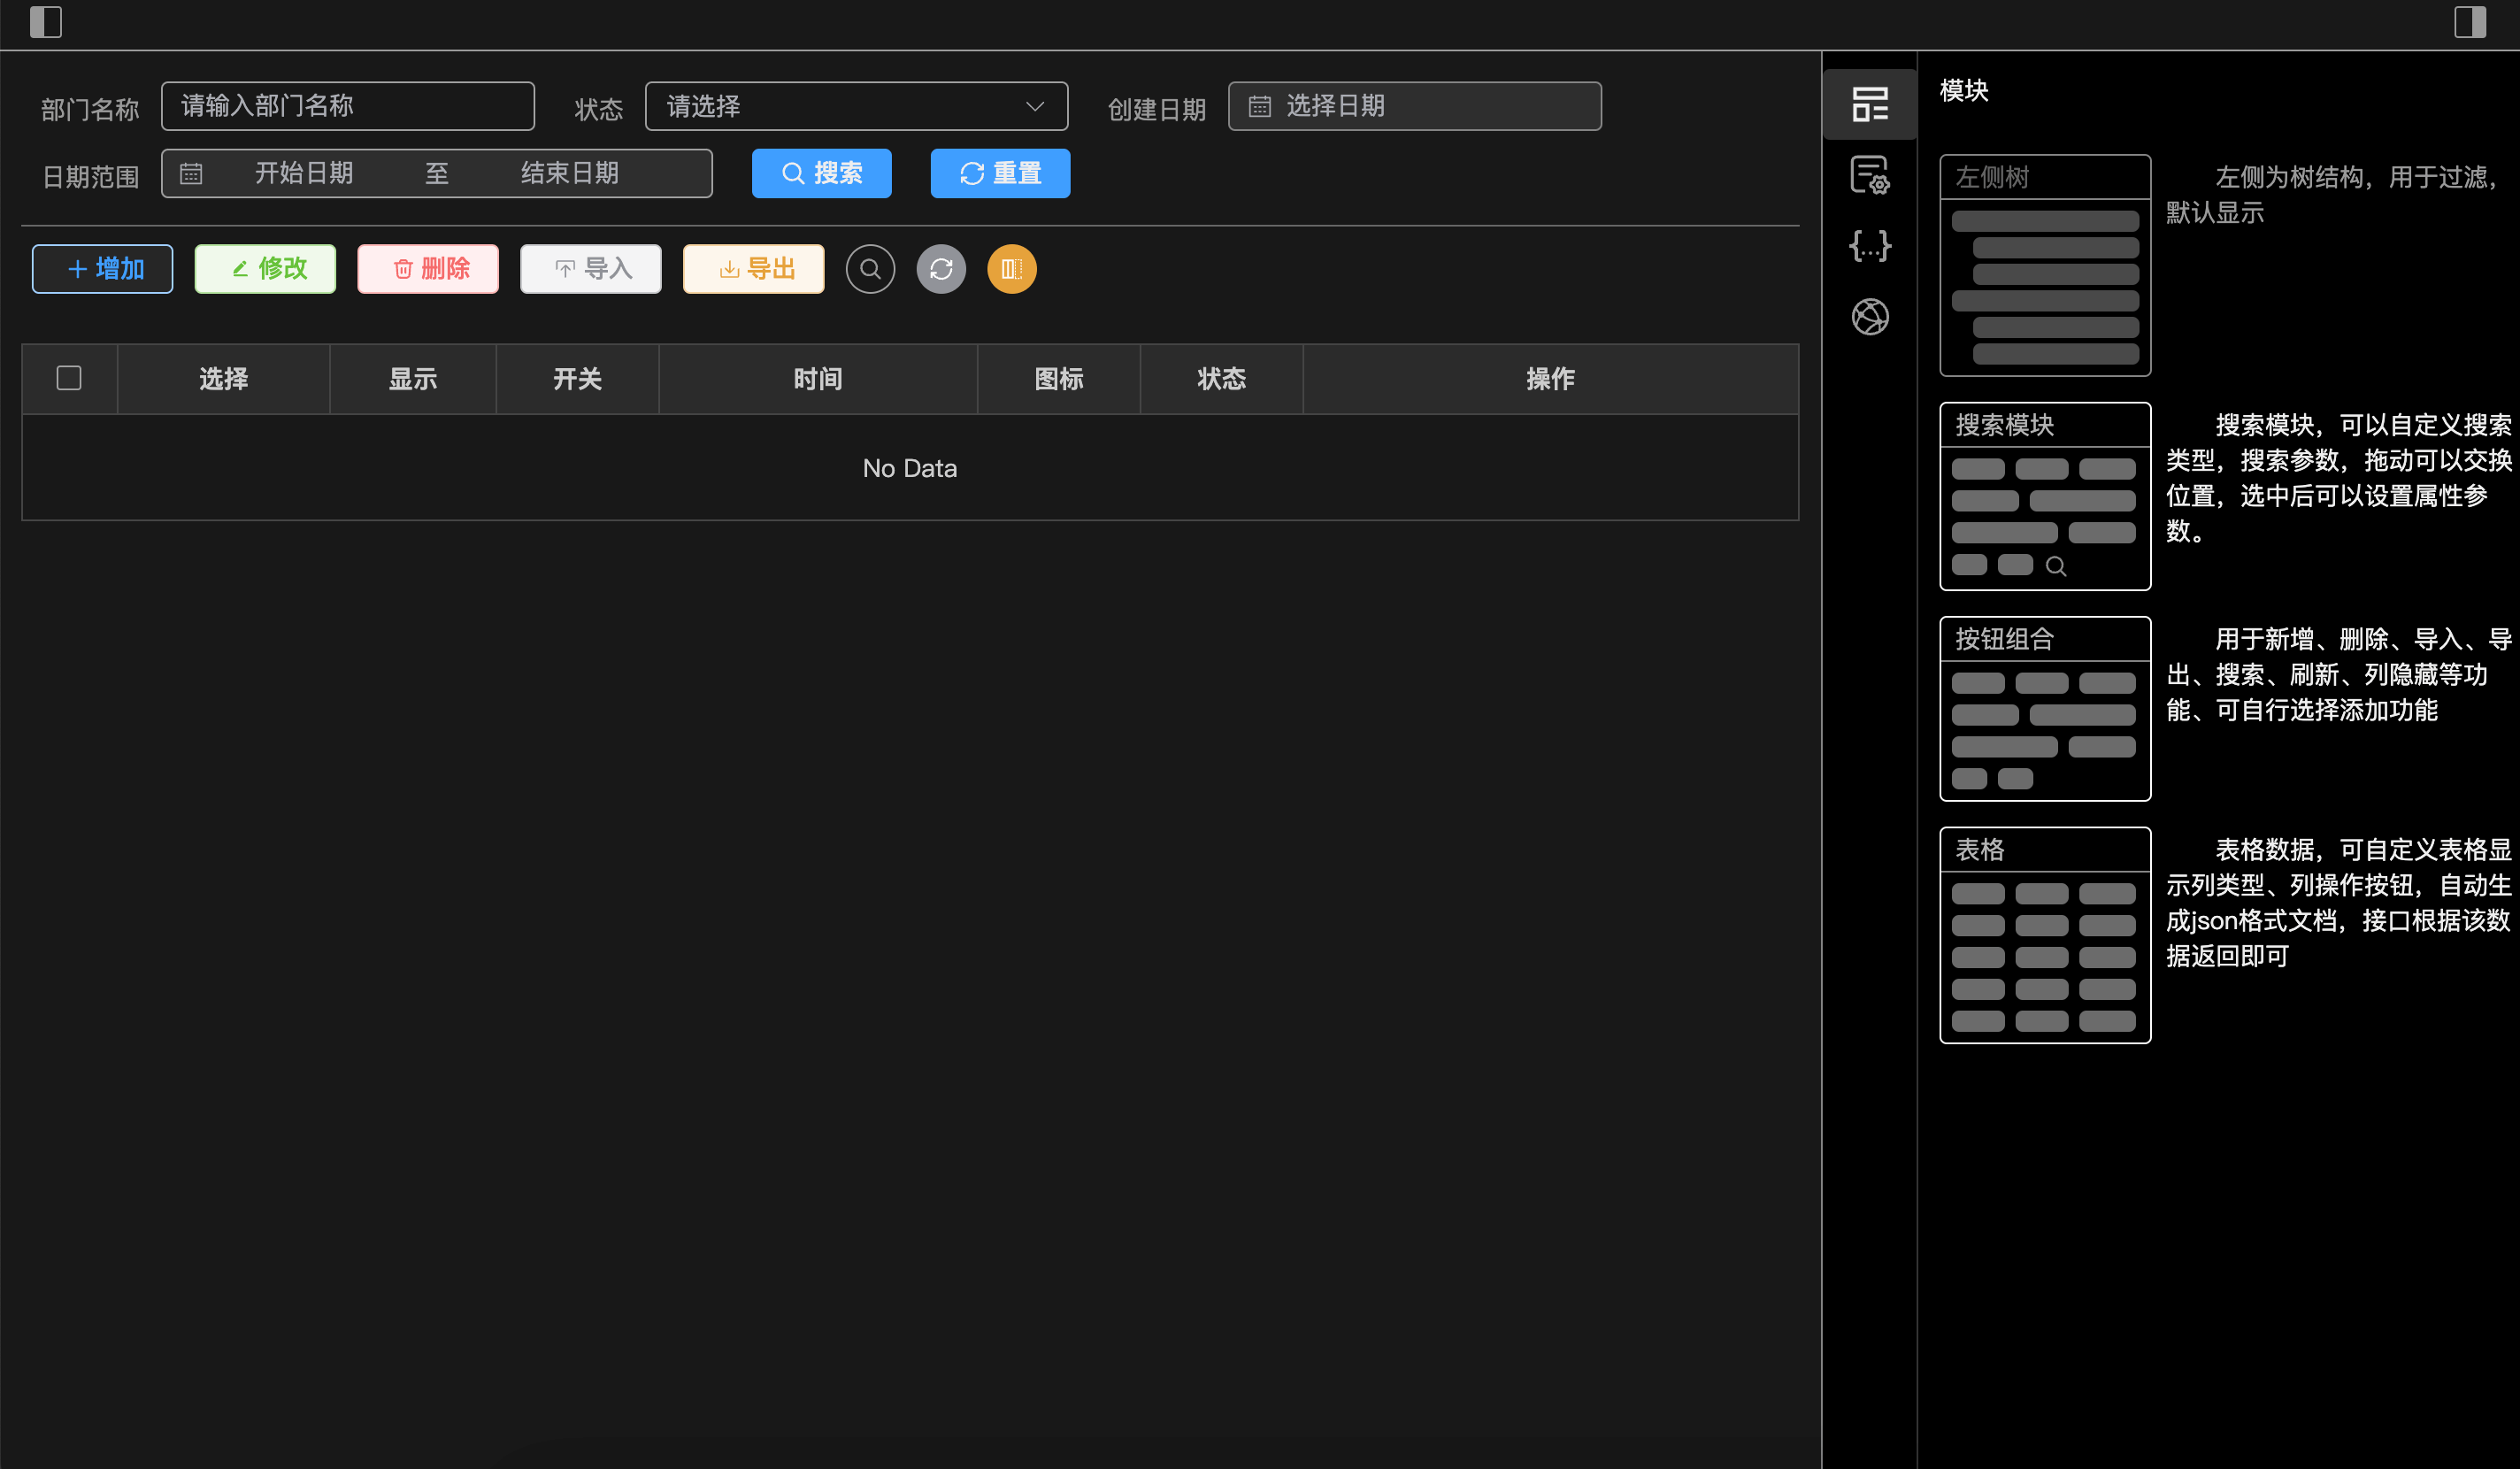 部门名称 请输入部门名称 状态 请选择 创建日期 选择日期
日期范围 开始日期 至 结束日期 搜索 重置
增加 修改 删除 导入 导出
选择 显示 开关 时间 图标 状态 操作
No Data
{...}
模块
左侧树
左侧为树结构，用于过滤，
默认显示
搜索模块
搜索模块，可以自定义搜索
类型，搜索参数，拖动可以交换
位置，选中后可以设置属性参
数。
按钮组合
用于新增、删除、导入、导
出、搜索、刷新、列隐藏等功
能、可自行选择添加功能
表格
表格数据，可自定义表格显
示列类型、列操作按钮，自动生
成json格式文档，接口根据该数
据返回即可